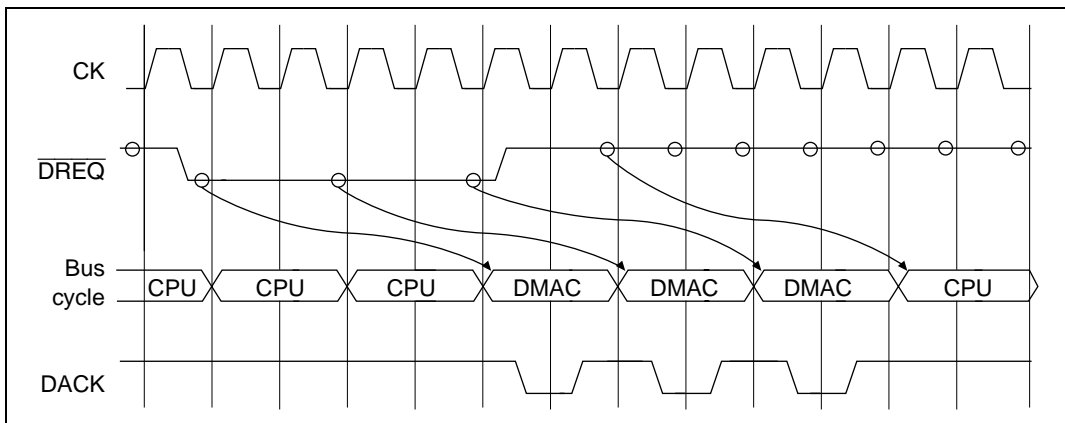 CK
DREQ
Bus
cycle
CPU CPU CPU DMAC DMAC DMAC CPU
DACK